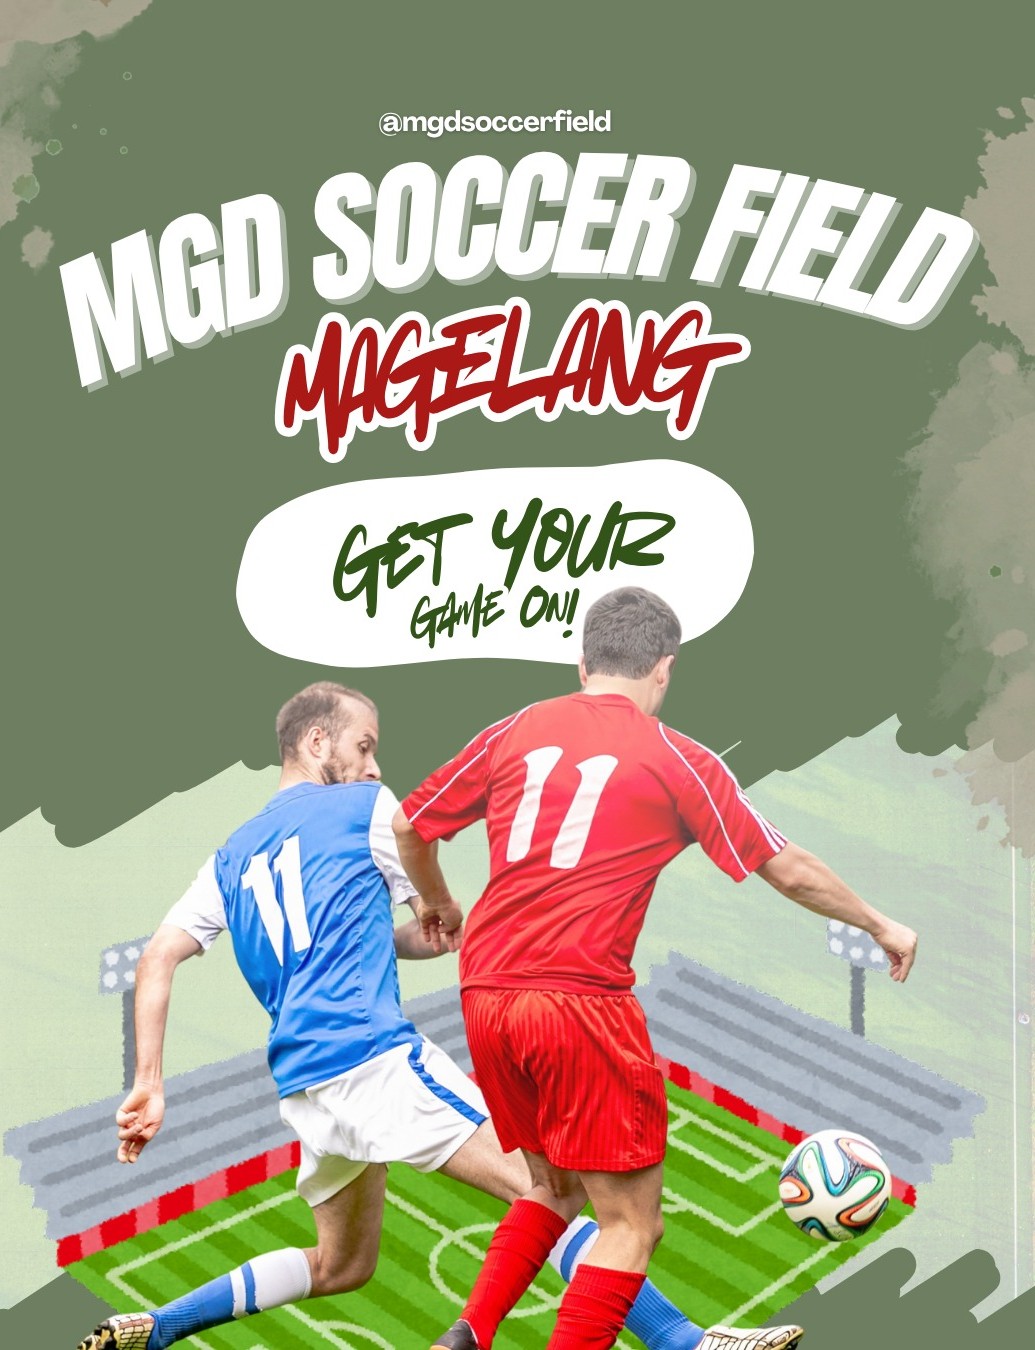 @mgdsoccerfield
MGD SOCCER FIELD
MAGELANG
GET YOUR
GAME ON!
11
11